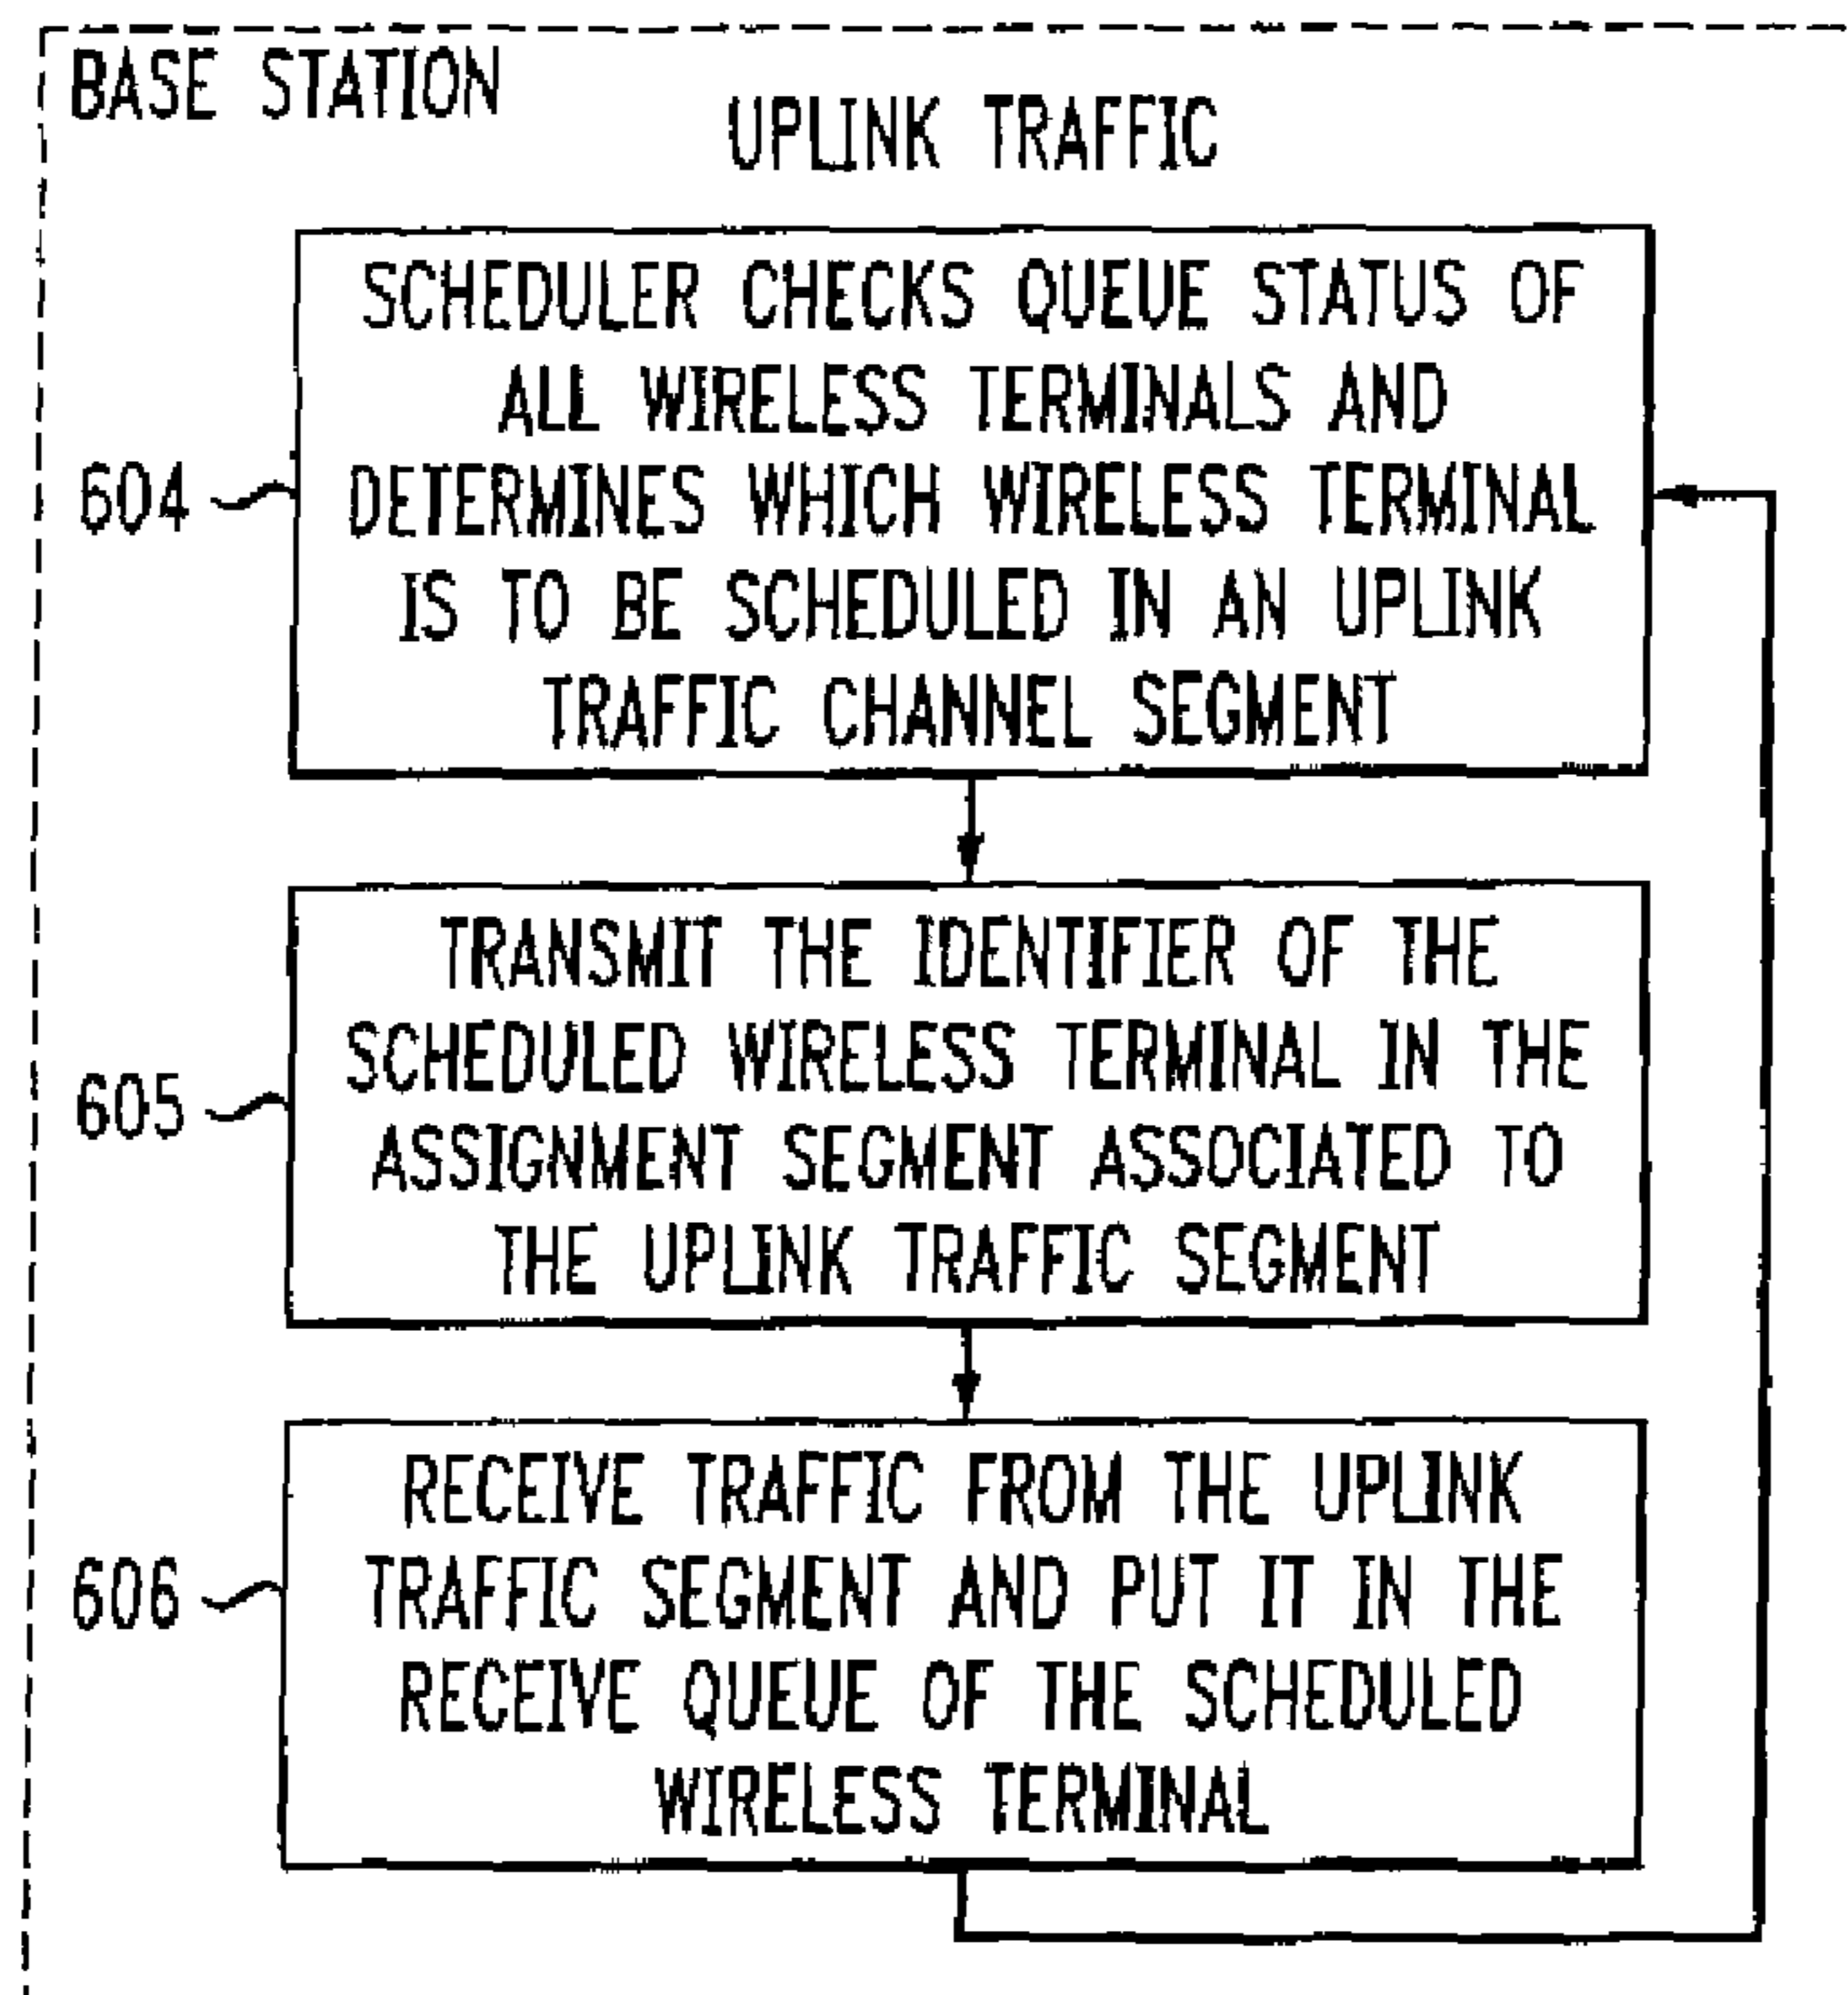 BASE STATION
UPLINK TRAFFIC
SCHEDULER CHECKS QUEUE STATUS OF
ALL WIRELESS TERMINALS AND
604
DETERMINES WHICH WIRELESS TERMINAL
IS TO BE SCHEDULED IN AN UPLINK
TRAFFIC CHANNEL SEGMENT
TRANSMIT THE IDENTIFIER OF THE
SCHEDULED WIRELESS TERMINAL IN THE
605
ASSIGNMENT SEGMENT ASSOCIATED TO
THE UPLINK TRAFFIC SEGMENT
RECEIVE TRAFFIC FROM THE UPLINK
606
TRAFFIC SEGMENT AND PUT IT IN THE
RECEIVE QUEUE OF THE SCHEDULED
WIRELESS TERMINAL